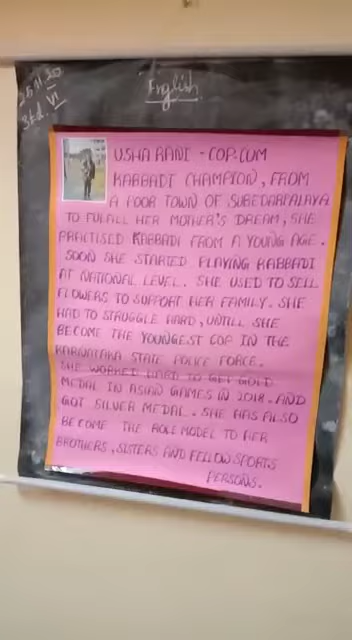 English
Std. VI
USHA RANI - COP.CUM
KABBADI CHAMPION, FROM
A POOR TOWN OF SUBEDARPALAYA
TO FULFALL HER MOTHER'S DREAM, SHE
PRACTISED KABBADI FROM A YOUNG AGE.
SOON SHE STARTED PLAYING KABBADI
AT NATIONAL LEVEL. SHE USED TO SELL
FLOWERS TO SUPPORT HER FAMILY. SHE
HAD TO STRUGGLE HARD, UNTILL SHE
BECOME THE YOUNGEST COP IN THE
KARNATAKA STATE POLICE FORCE.
SHE WORKED HARD TO GET GOLD
MEDAL IN ASIAN GAMES IN 2018. AND
GOT SILVER MEDAL. SHE HAS ALSO
BECOME THE ROLE MODEL TO HER
BROTHERS, SISTERS AND FELLOW SPORTS
PERSONS.